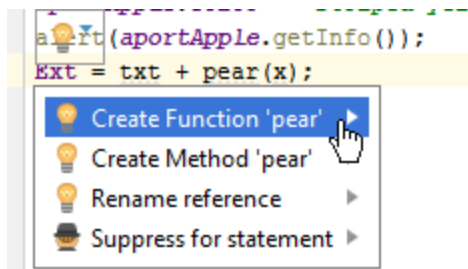 alert(aportApple.getInfo());
Ext = txt + pear(x);
Create Function 'pear'
Create Method 'pear'
Rename reference
Suppress for statement